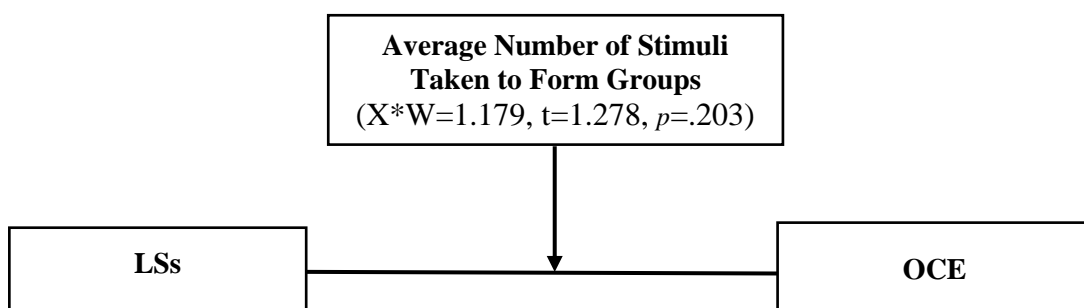 Average Number of Stimuli
Taken to Form Groups
(X*W=1.179, t=1.278, p=.203)
LSs
OCE